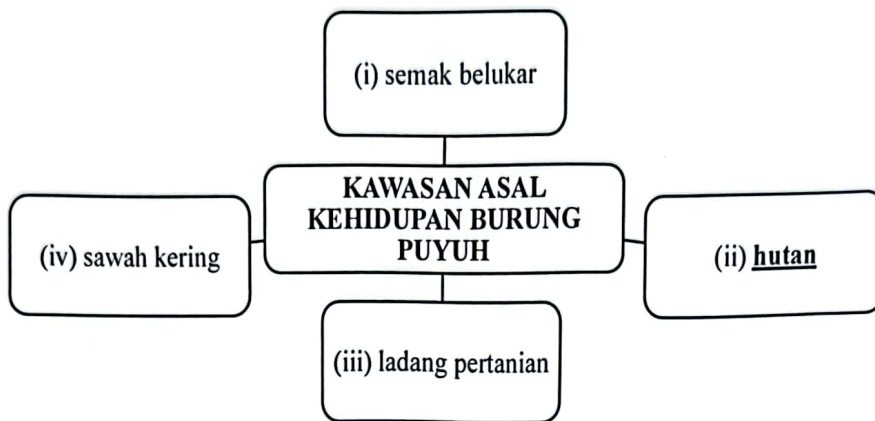 (i) semak belukar
KAWASAN ASAL
KEHIDUPAN BURUNG
PUYUH
(iv) sawah kering
(ii) hutan
(iii) ladang pertanian